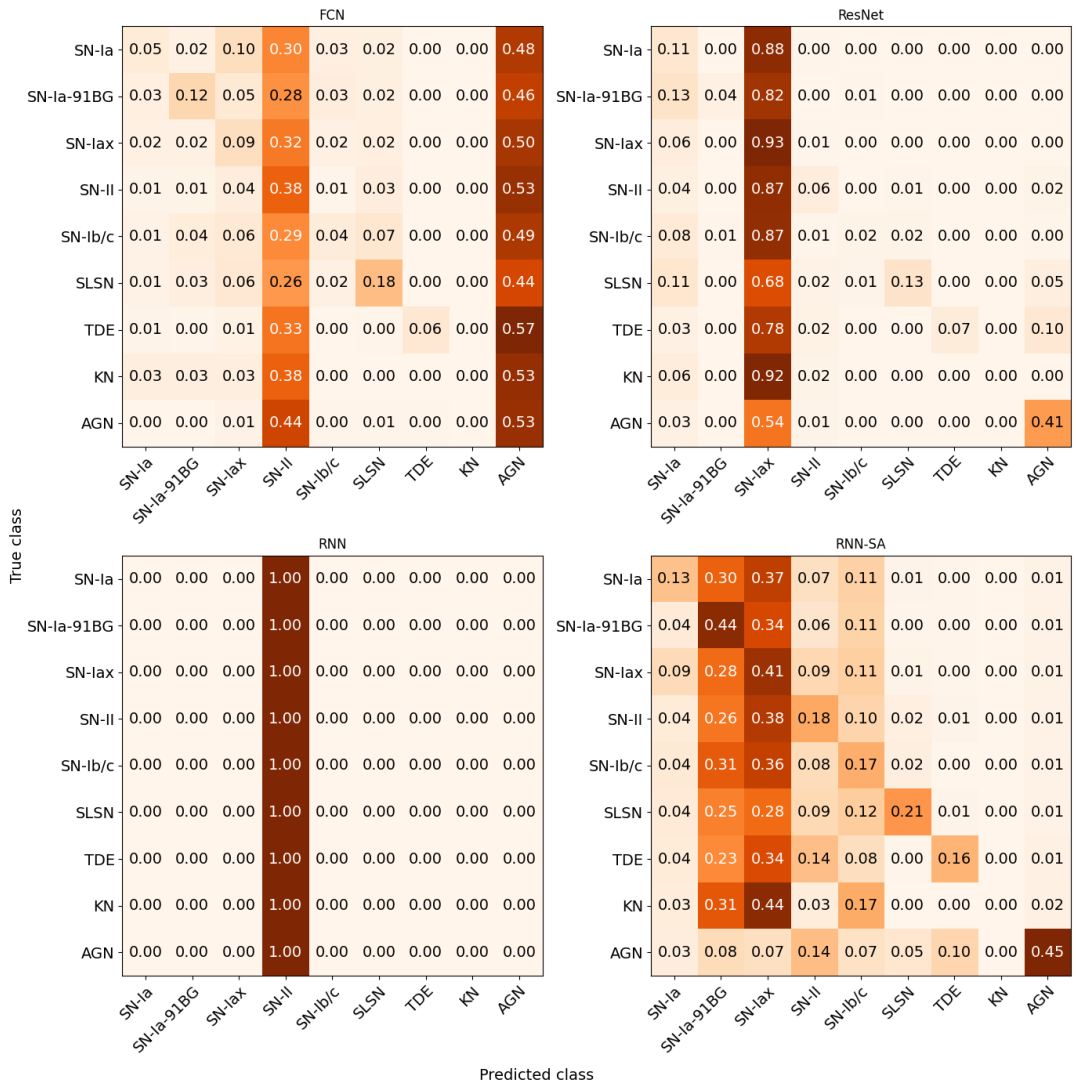 FCN
SN-Ia 0.05 0.02 0.10 0.30 0.03 0.02 0.00 0.00 0.48
SN-Ia-91BG 0.03 0.12 0.05 0.28 0.03 0.02 0.00 0.00 0.46
SN-Iax 0.02 0.02 0.09 0.32 0.02 0.02 0.00 0.00 0.50
SN-II 0.01 0.01 0.04 0.38 0.01 0.03 0.00 0.00 0.53
SN-Ib/c 0.01 0.04 0.06 0.29 0.04 0.07 0.00 0.00 0.49
SLSN 0.01 0.03 0.06 0.26 0.02 0.18 0.00 0.00 0.44
TDE 0.01 0.00 0.01 0.33 0.00 0.00 0.06 0.00 0.57
KN 0.03 0.03 0.03 0.38 0.00 0.00 0.00 0.00 0.53
AGN 0.00 0.00 0.01 0.44 0.00 0.01 0.00 0.00 0.53
SN-Ia SN-Ia-91BG SN-Iax SN-II SN-Ib/c SLSN TDE KN AGN
ResNet
SN-Ia 0.11 0.00 0.88 0.00 0.00 0.00 0.00 0.00 0.00
SN-Ia-91BG 0.13 0.04 0.82 0.00 0.01 0.00 0.00 0.00 0.00
SN-Iax 0.06 0.00 0.93 0.01 0.00 0.00 0.00 0.00 0.00
SN-II 0.04 0.00 0.87 0.06 0.00 0.01 0.00 0.00 0.02
SN-Ib/c 0.08 0.01 0.87 0.01 0.02 0.02 0.00 0.00 0.00
SLSN 0.11 0.00 0.68 0.02 0.01 0.13 0.00 0.00 0.05
TDE 0.03 0.00 0.78 0.02 0.00 0.00 0.07 0.00 0.10
KN 0.06 0.00 0.92 0.02 0.00 0.00 0.00 0.00 0.00
AGN 0.03 0.00 0.54 0.01 0.00 0.00 0.00 0.00 0.41
SN-Ia SN-Ia-91BG SN-Iax SN-II SN-Ib/c SLSN TDE KN AGN
True class
RNN
SN-Ia 0.00 0.00 0.00 1.00 0.00 0.00 0.00 0.00 0.00
SN-Ia-91BG 0.00 0.00 0.00 1.00 0.00 0.00 0.00 0.00 0.00
SN-Iax 0.00 0.00 0.00 1.00 0.00 0.00 0.00 0.00 0.00
SN-II 0.00 0.00 0.00 1.00 0.00 0.00 0.00 0.00 0.00
SN-Ib/c 0.00 0.00 0.00 1.00 0.00 0.00 0.00 0.00 0.00
SLSN 0.00 0.00 0.00 1.00 0.00 0.00 0.00 0.00 0.00
TDE 0.00 0.00 0.00 1.00 0.00 0.00 0.00 0.00 0.00
KN 0.00 0.00 0.00 1.00 0.00 0.00 0.00 0.00 0.00
AGN 0.00 0.00 0.00 1.00 0.00 0.00 0.00 0.00 0.00
SN-Ia SN-Ia-91BG SN-Iax SN-II SN-Ib/c SLSN TDE KN AGN
RNN-SA
SN-Ia 0.13 0.30 0.37 0.07 0.11 0.01 0.00 0.00 0.01
SN-Ia-91BG 0.04 0.44 0.34 0.06 0.11 0.00 0.00 0.00 0.01
SN-Iax 0.09 0.28 0.41 0.09 0.11 0.01 0.00 0.00 0.01
SN-II 0.04 0.26 0.38 0.18 0.10 0.02 0.01 0.00 0.01
SN-Ib/c 0.04 0.31 0.36 0.08 0.17 0.02 0.00 0.00 0.01
SLSN 0.04 0.25 0.28 0.09 0.12 0.21 0.01 0.00 0.01
TDE 0.04 0.23 0.34 0.14 0.08 0.00 0.16 0.00 0.01
KN 0.03 0.31 0.44 0.03 0.17 0.00 0.00 0.00 0.02
AGN 0.03 0.08 0.07 0.14 0.07 0.05 0.10 0.00 0.45
SN-Ia SN-Ia-91BG SN-Iax SN-II SN-Ib/c SLSN TDE KN AGN
Predicted class